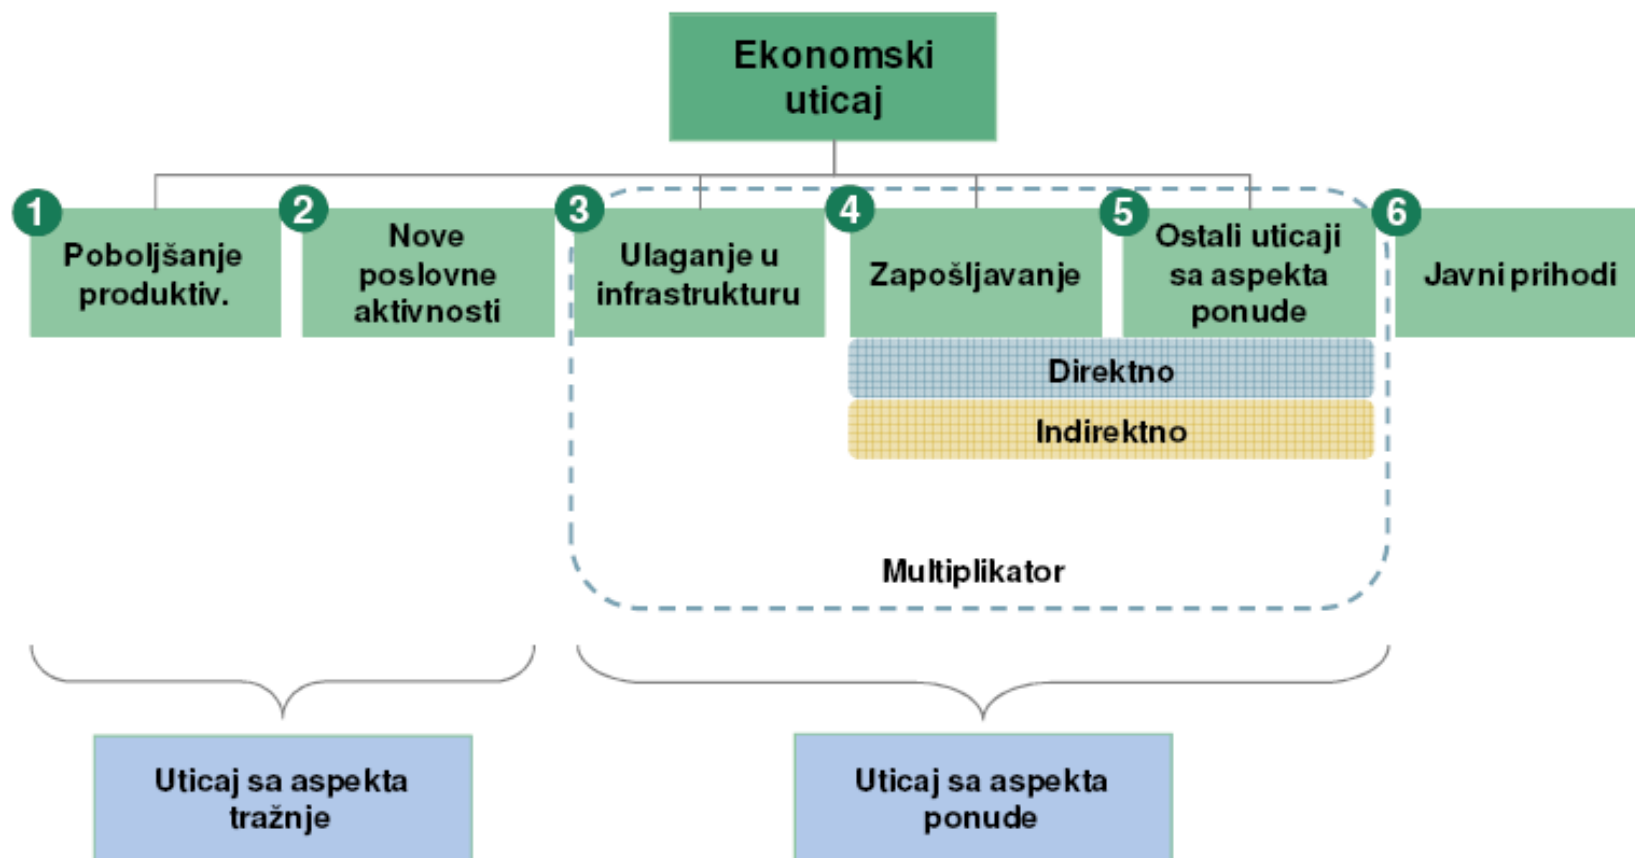 Ekonomski
uticaj
1
Poboljšanje
produktiv.
2
Nove
poslovne
aktivnosti
3
Ulaganje u
infrastrukturu
4
Zapošljavanje
5
Ostali uticaji
sa aspekta
ponude
6
Javni prihodi
Direktno
Indirektno
Multiplikator
Uticaj sa aspekta
tražnje
Uticaj sa aspekta
ponude